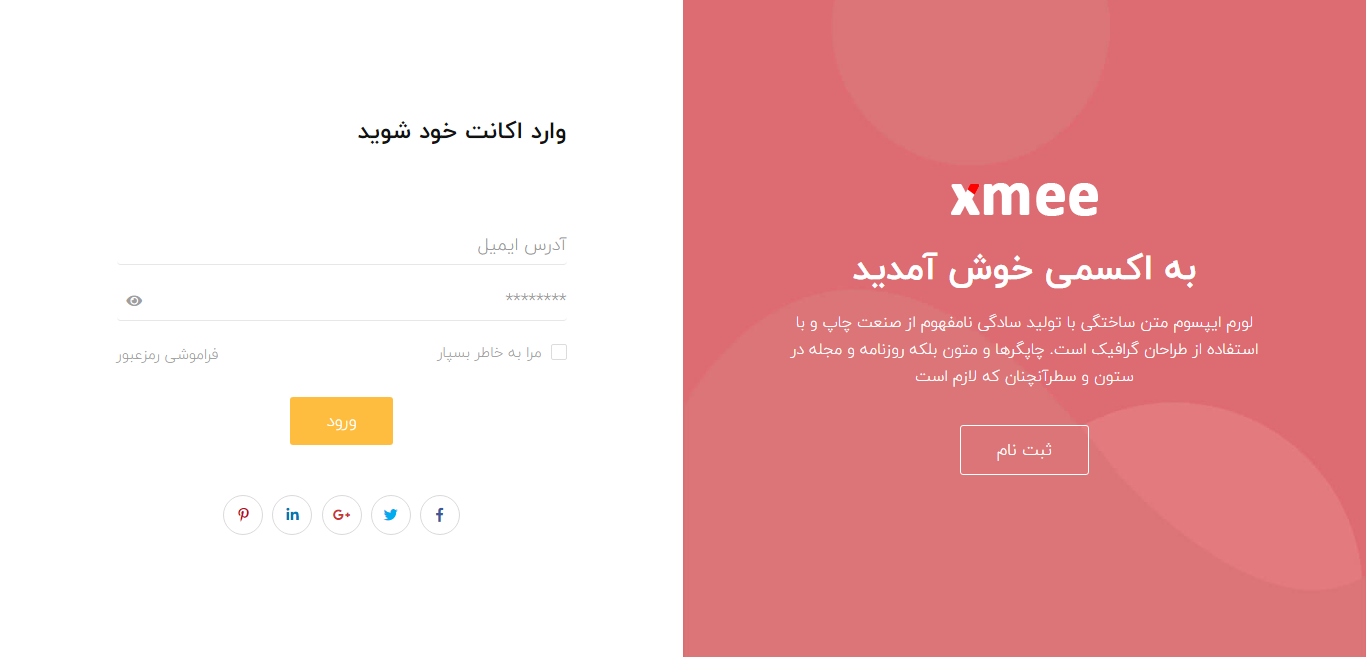 xmee
به اکسمی خوش آمدید
لورم ایپسوم متن ساختگی با تولید سادگی نامفهوم از صنعت چاپ و با
استفاده از طراحان گرافیک است. چاپگرها و متون بلکه روزنامه و مجله در
ستون و سطرآنچنان که لازم است
ثبت نام
وارد اکانت خود شوید
آدرس ایمیل
********
مرا به خاطر بسپار
فراموشی رمزعبور
ورود